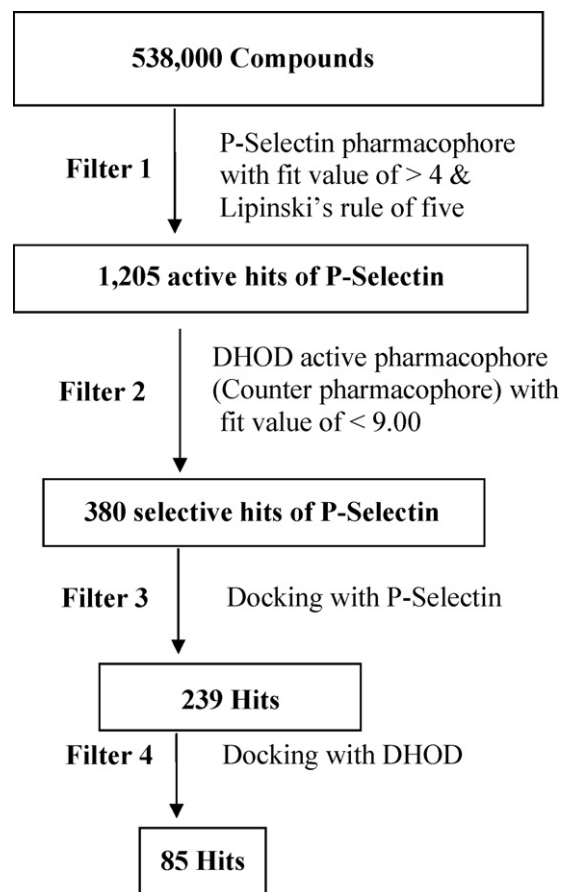 538,000 Compounds
Filter 1
P-Selectin pharmacophore
with fit value of > 4 &
Lipinski's rule of five
1,205 active hits of P-Selectin
Filter 2
DHOD active pharmacophore
(Counter pharmacophore) with
fit value of < 9.00
380 selective hits of P-Selectin
Filter 3
Docking with P-Selectin
239 Hits
Filter 4
Docking with DHOD
85 Hits